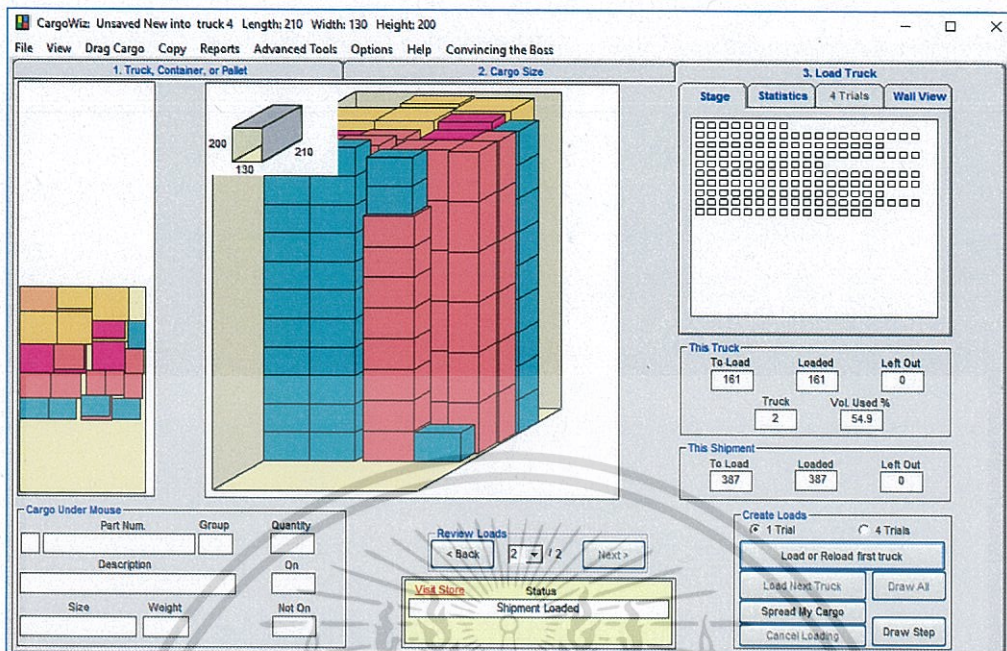 CargoWiz: Unsaved New into truck 4 Length: 210 Width: 130 Height: 200
File View Drag Cargo Copy Reports Advanced Tools Options Help Convincing the Boss
1. Truck, Container, or Pallet
2. Cargo Size
3. Load Truck
Stage Statistics 4 Trials Wall View
200
210
130
This Truck
To Load Loaded Left Out
161 161 0
Truck Vol. Used %
2 54.9
This Shipment
To Load Loaded Left Out
387 387 0
Cargo Under Mouse
Part Num. Group Quantity
Description On
Size Weight Not On
Review Loads
< Back 2 / 2 Next >
Visit Store Status
Shipment Loaded
Create Loads
1 Trial 4 Trials
Load or Reload first truck
Load Next Truck Draw All
Spread My Cargo
Cancel Loading Draw Step